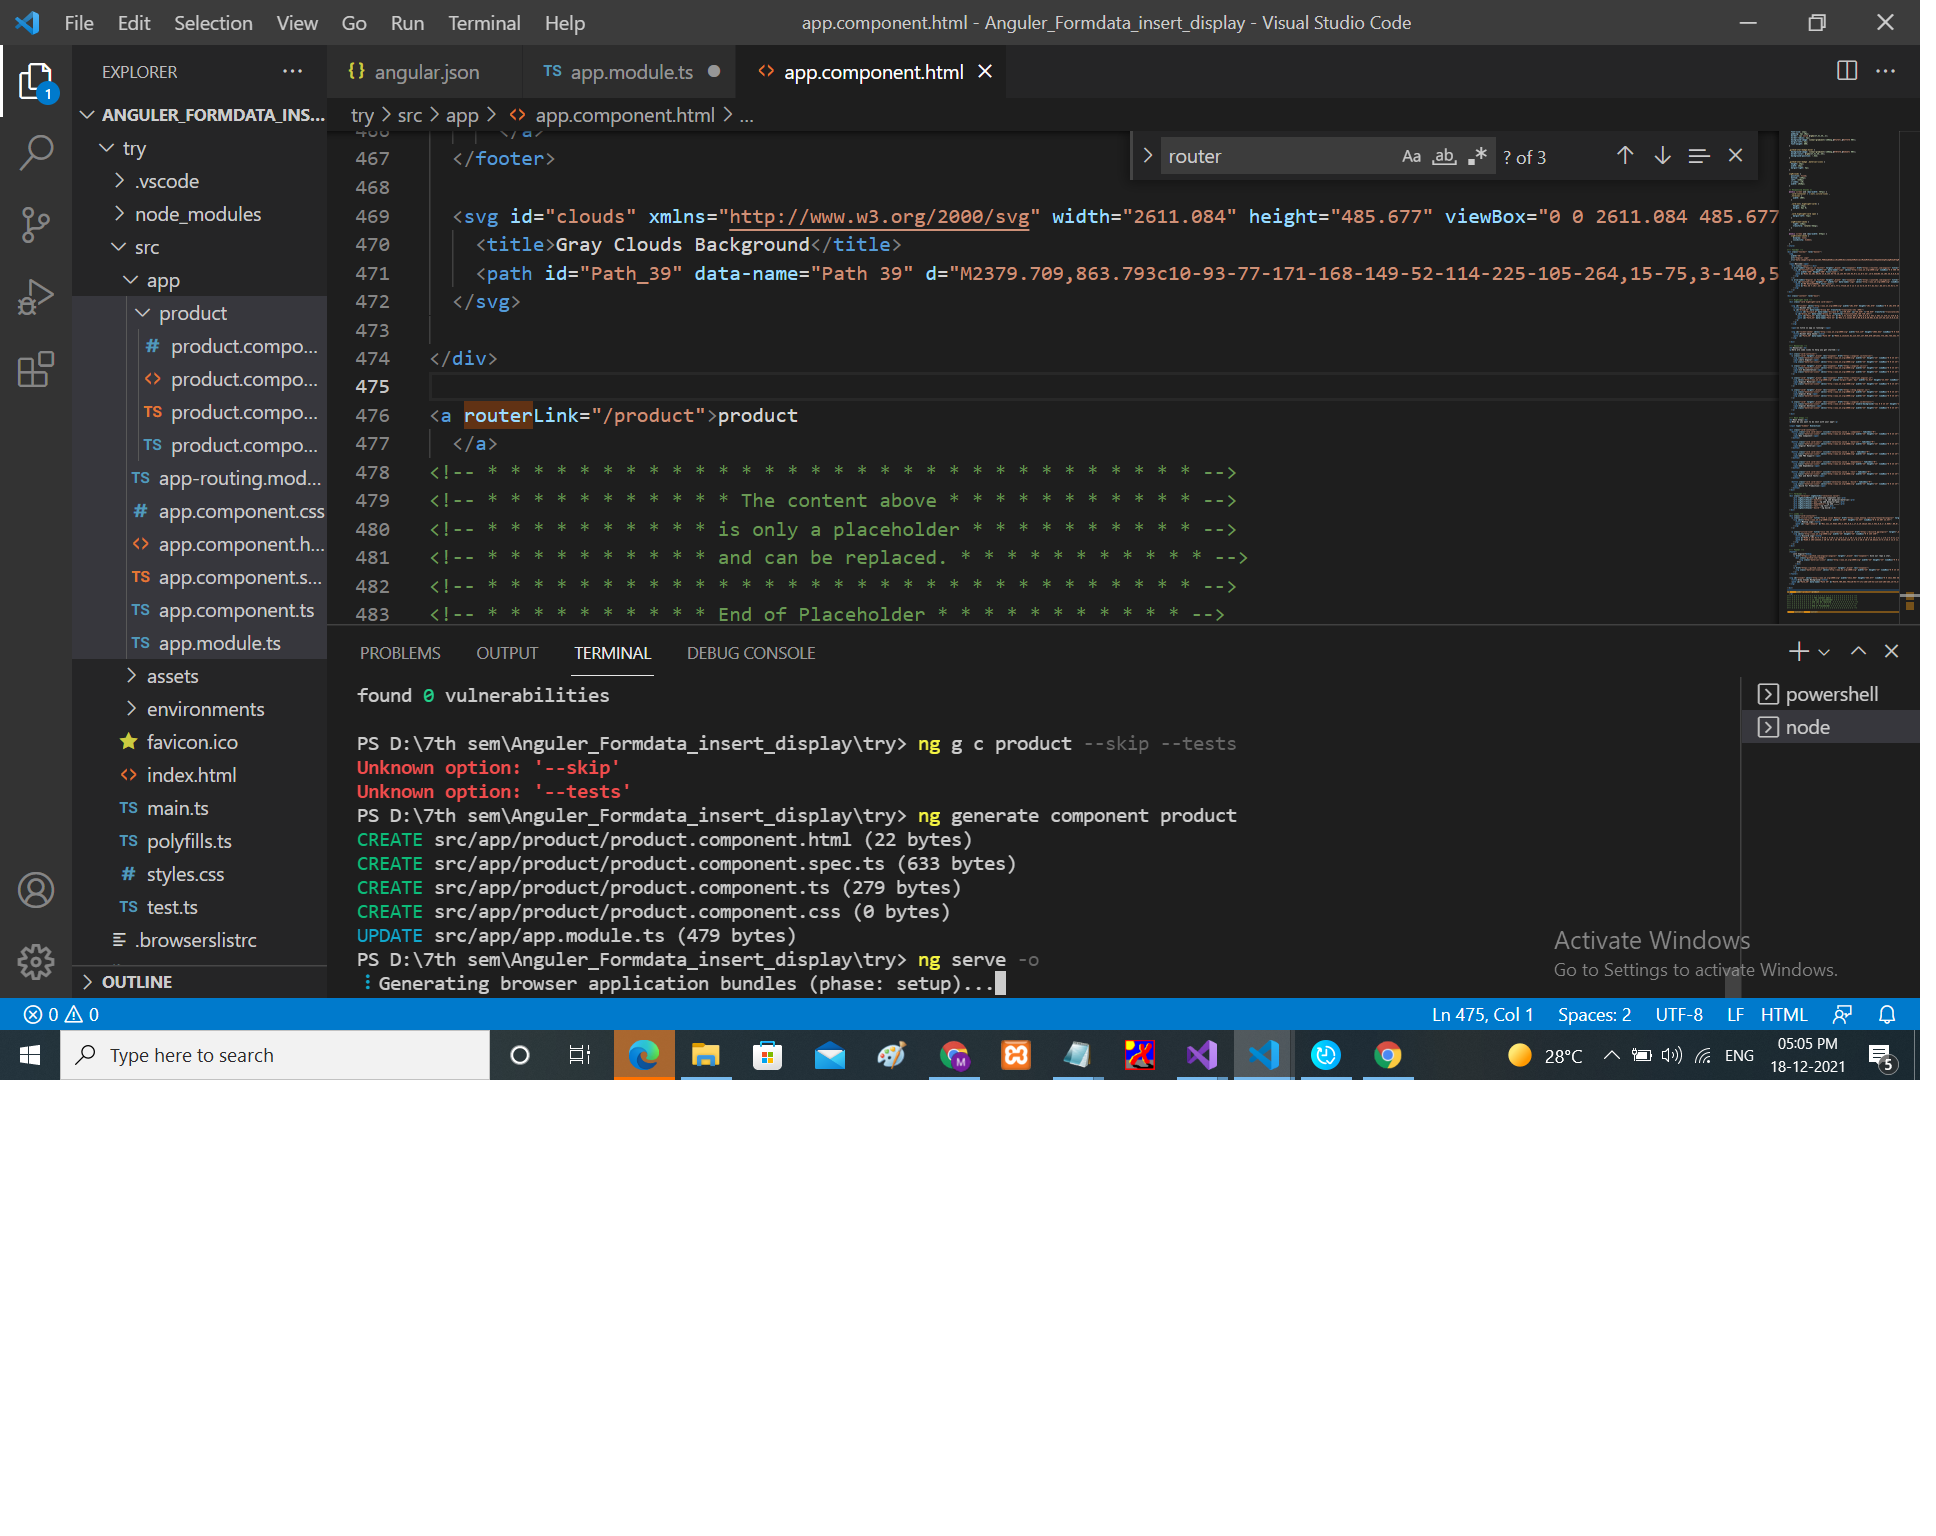 File Edit Selection View Go Run Terminal Help
app.component.html - Anguler_Formdata_insert_display - Visual Studio Code
EXPLORER
{} angular.json
TS app.module.ts
<> app.component.html
1
ANGULER_FORMDATA_INS...
try > src > app > <> app.component.html > ...
try
.vscode
node_modules
src
app
product
# product.compo...
<> product.compo...
TS product.compo...
TS product.compo...
TS app-routing.mod...
# app.component.css
<> app.component.h...
TS app.component.s...
TS app.component.ts
TS app.module.ts
assets
environments
favicon.ico
<> index.html
TS main.ts
TS polyfills.ts
# styles.css
TS test.ts
.browserslistrc
OUTLINE
router Aa ab .* ? of 3
466 </a>
467 </footer>
468
469 <svg id="clouds" xmlns="http://www.w3.org/2000/svg" width="2611.084" height="485.677" viewBox="0 0 2611.084 485.677
470 <title>Gray Clouds Background</title>
471 <path id="Path_39" data-name="Path 39" d="M2379.709,863.793c10-93-77-171-168-149-52-114-225-105-264,15-75,3-140,5
472 </svg>
473
474 </div>
475
476 <a routerLink="/product">product
477 </a>
478 <!-- * * * * * * * * * * * * * * * * * * * * * * * * * * * * * * * -->
479 <!-- * * * * * * * * * * * The content above * * * * * * * * * * * -->
480 <!-- * * * * * * * * * * is only a placeholder * * * * * * * * * * -->
481 <!-- * * * * * * * * * * and can be replaced. * * * * * * * * * * * -->
482 <!-- * * * * * * * * * * * * * * * * * * * * * * * * * * * * * * * -->
483 <!-- * * * * * * * * * * End of Placeholder * * * * * * * * * * * -->
PROBLEMS OUTPUT TERMINAL DEBUG CONSOLE
found 0 vulnerabilities
PS D:\7th sem\Anguler_Formdata_insert_display\try> ng g c product --skip --tests
Unknown option: '--skip'
Unknown option: '--tests'
PS D:\7th sem\Anguler_Formdata_insert_display\try> ng generate component product
CREATE src/app/product/product.component.html (22 bytes)
CREATE src/app/product/product.component.spec.ts (633 bytes)
CREATE src/app/product/product.component.ts (279 bytes)
CREATE src/app/product/product.component.css (0 bytes)
UPDATE src/app/app.module.ts (479 bytes)
PS D:\7th sem\Anguler_Formdata_insert_display\try> ng serve -o
Generating browser application bundles (phase: setup)...
powershell
node
Activate Windows
Go to Settings to activate Windows.
0 0
Ln 475, Col 1 Spaces: 2 UTF-8 LF HTML
Type here to search
M
28°C
ENG
05:05 PM
18-12-2021
5